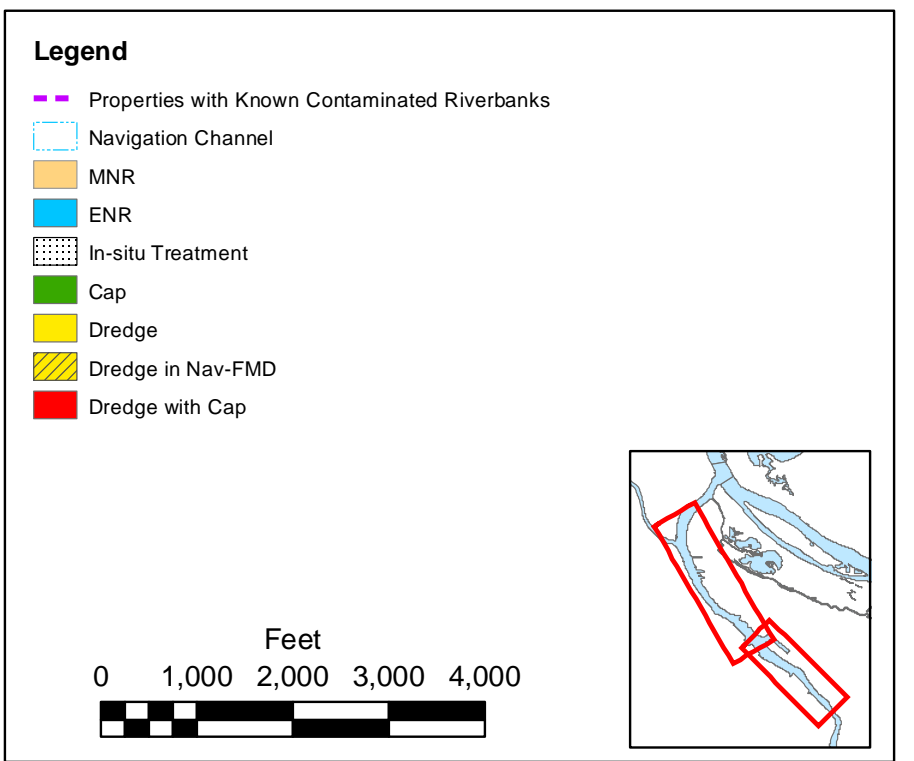 Legend
Properties with Known Contaminated Riverbanks
Navigation Channel
MNR
ENR
In-situ Treatment
Cap
Dredge
Dredge in Nav-FMD
Dredge with Cap
Feet
0 1,000 2,000 3,000 4,000